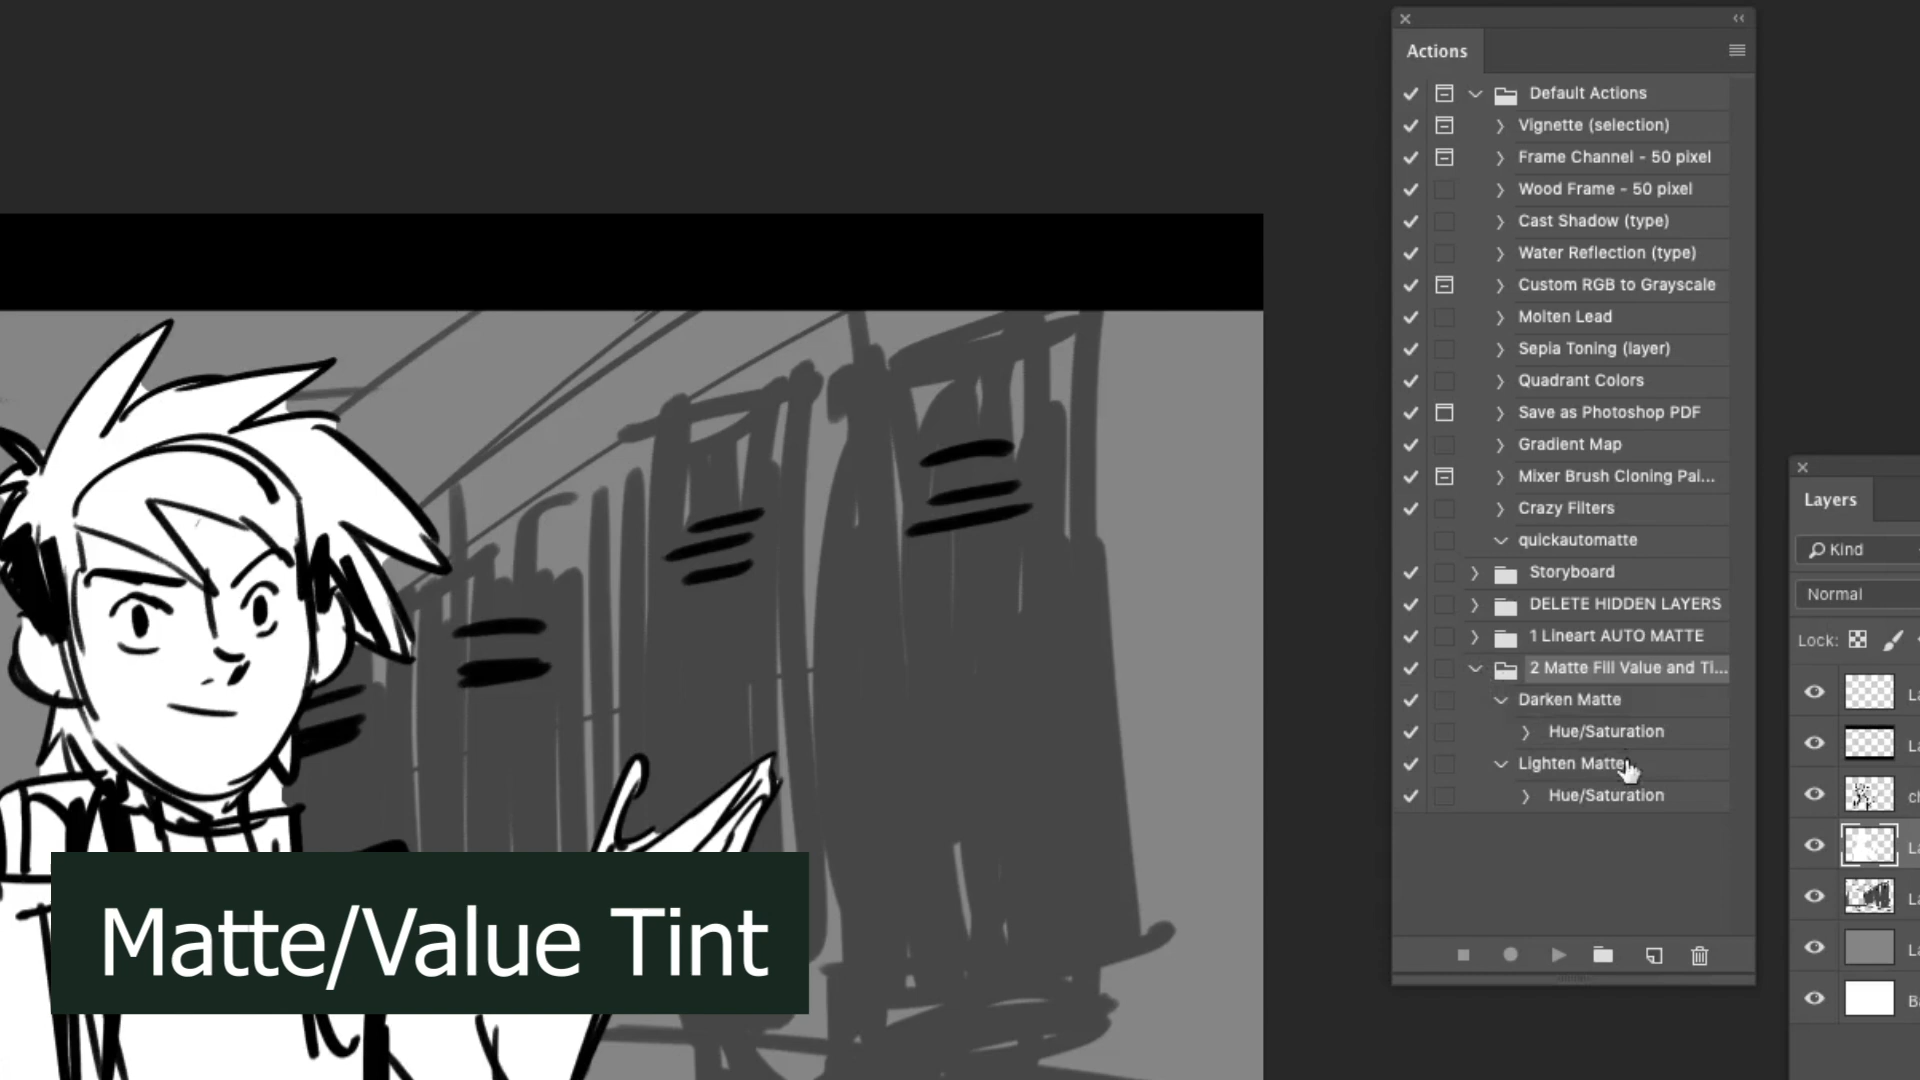 Actions
Default Actions
Vignette (selection)
Frame Channel - 50 pixel
Wood Frame - 50 pixel
Cast Shadow (type)
Water Reflection (type)
Custom RGB to Grayscale
Molten Lead
Sepia Toning (layer)
Quadrant Colors
Save as Photoshop PDF
Gradient Map
Mixer Brush Cloning Pai...
Crazy Filters
quickautomatte
Storyboard
DELETE HIDDEN LAYERS
1 Lineart AUTO MATTE
2 Matte Fill Value and Ti...
Darken Matte
Hue/Saturation
Lighten Matte
Hue/Saturation
Layers
Kind
Normal
Lock:
Matte/Value Tint